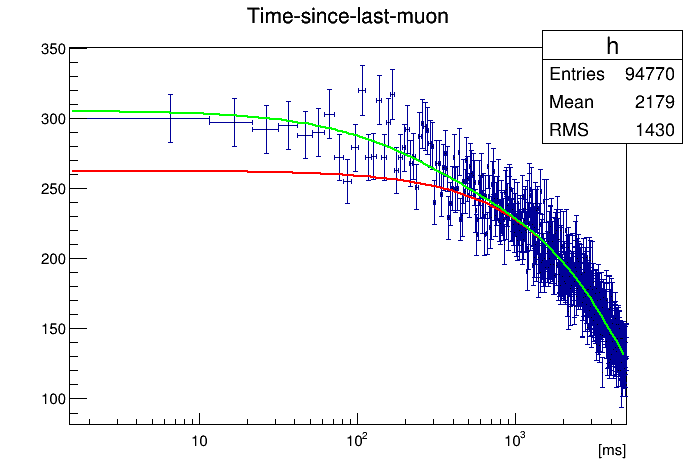 Time-since-last-muon
h
Entries 94770
Mean 2179
RMS 1430
350
300
250
200
150
100
10
10²
10³
[ms]